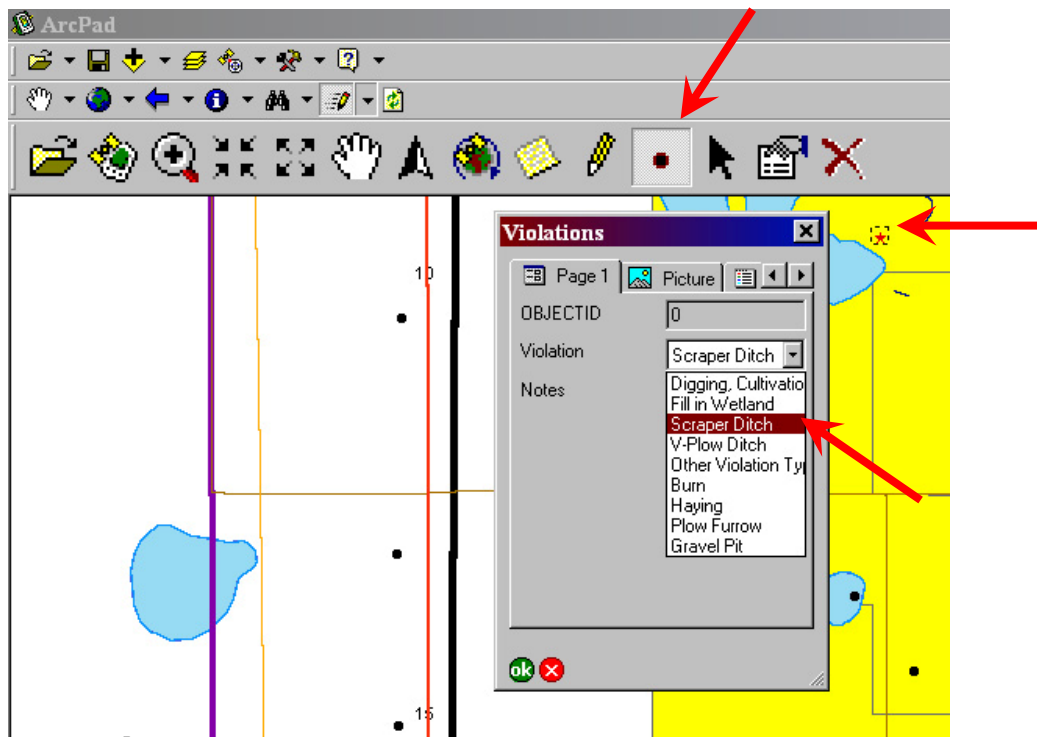 ArcPad
Violations
Page 1 Picture
OBJECTID 0
Violation Scraper Ditch
Notes
Digging, Cultivatio
Fill in Wetland
Scraper Ditch
V-Plow Ditch
Other Violation Ty
Burn
Haying
Plow Furrow
Gravel Pit
10
15
ok